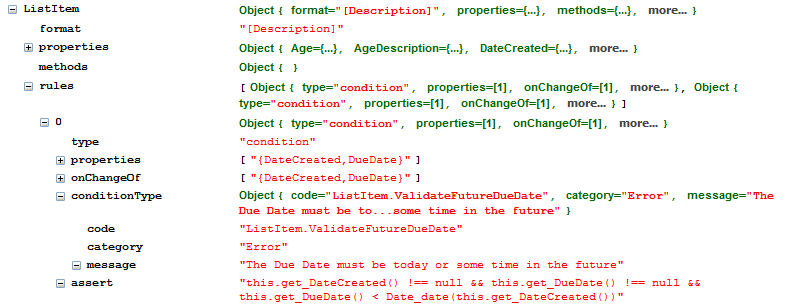 ListItem Object { format="[Description]", properties={...}, methods={...}, more... }
format "[Description]"
properties Object { Age={...}, AgeDescription={...}, DateCreated={...}, more... }
methods Object { }
rules [ Object { type="condition", properties=[1], onChangeOf=[1], more... }, Object {
type="condition", properties=[1], onChangeOf=[1], more... } ]
0 Object { type="condition", properties=[1], onChangeOf=[1], more... }
type "condition"
properties [ "{DateCreated,DueDate}" ]
onChangeOf [ "{DateCreated,DueDate}" ]
conditionType Object { code="ListItem.ValidateFutureDueDate", category="Error", message="The
Due Date must be to...some time in the future" }
code "ListItem.ValidateFutureDueDate"
category "Error"
message "The Due Date must be today or some time in the future"
assert "this.get_DateCreated() !== null && this.get_DueDate() !== null &&
this.get_DueDate() < Date_date(this.get_DateCreated())"